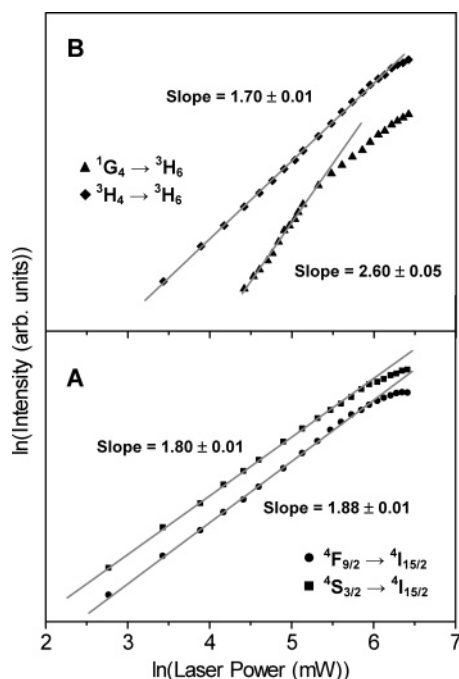 B
Slope = 1.70 ± 0.01
▲ ¹G₄ → ³H₆
◆ ³H₄ → ³H₆
Slope = 2.60 ± 0.05
ln(Intensity (arb. units))
A
Slope = 1.80 ± 0.01
Slope = 1.88 ± 0.01
● ⁴F₉/₂ → ⁴I₁₅/₂
■ ⁴S₃/₂ → ⁴I₁₅/₂
2 3 4 5 6 7
ln(Laser Power (mW))